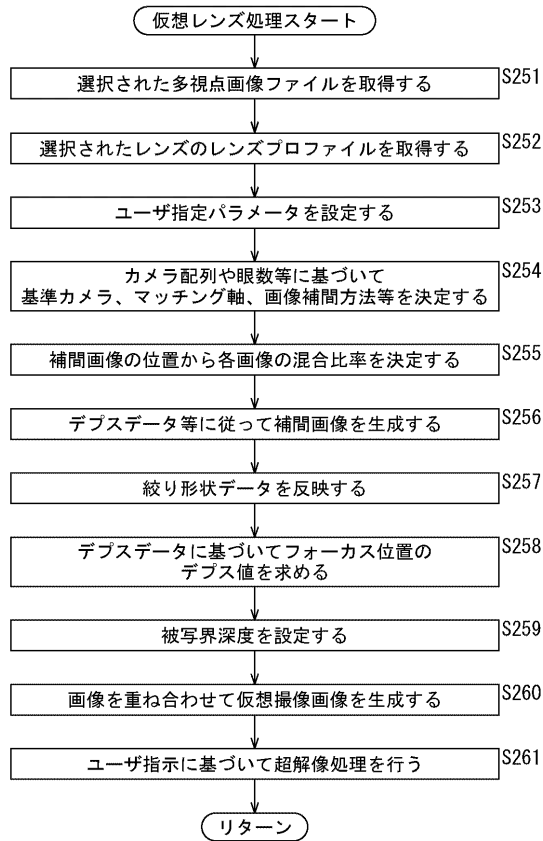 仮想レンズ処理スタート
選択された多視点画像ファイルを取得する
S251
選択されたレンズのレンズプロファイルを取得する
S252
ユーザ指定パラメータを設定する
S253
カメラ配列や眼数等に基づいて
基準カメラ、マッチング軸、画像補間方法等を決定する
S254
補間画像の位置から各画像の混合比率を決定する
S255
デプスデータ等に従って補間画像を生成する
S256
絞り形状データを反映する
S257
デプスデータに基づいてフォーカス位置の
デプス値を求める
S258
被写界深度を設定する
S259
画像を重ね合わせて仮想撮像画像を生成する
S260
ユーザ指示に基づいて超解像処理を行う
S261
リターン